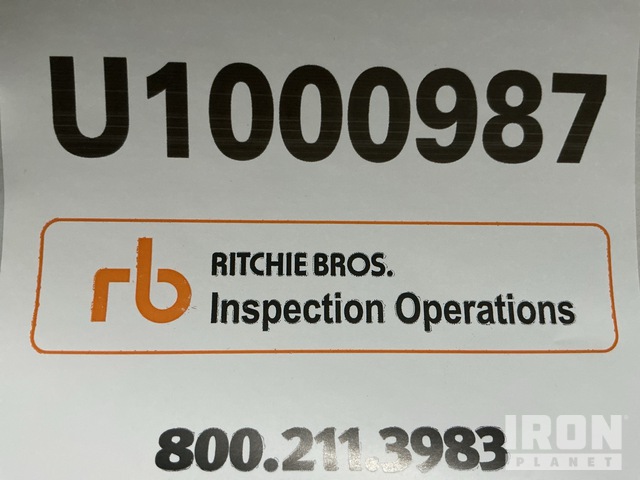 U1000987
rb
RITCHIE BROS.
Inspection Operations
800.211.3983
IRON
PLANET